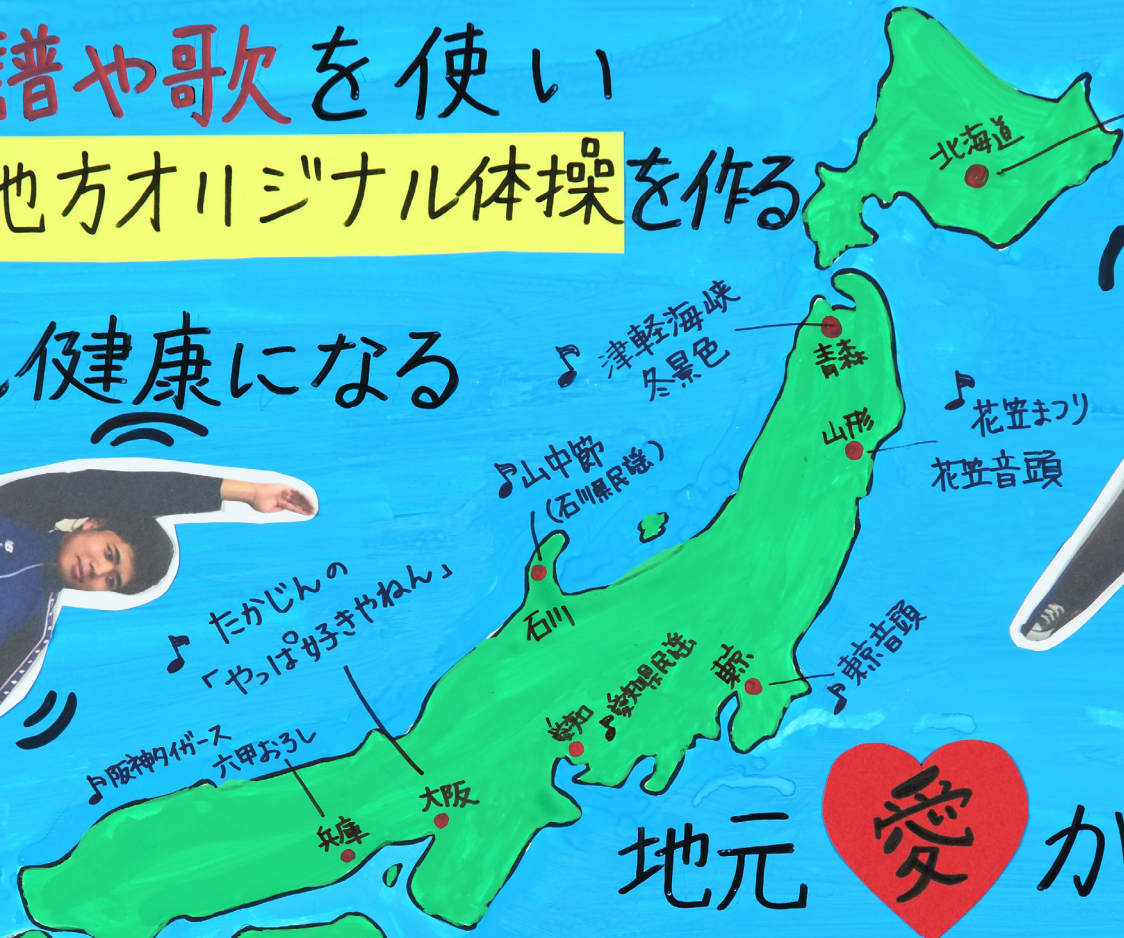 譜や歌を使い
地方オリジナル体操を作る
健康になる
北海道
♪津軽海峡
冬景色
青森
山形
♪花笠まつり
花笠音頭
♪山中節
(石川県民謡)
石川
♪たかじんの
「やっぱ好きやねん」
東京
♪東京音頭
愛知
♪愛知県民謡
♪阪神タイガース
六甲おろし
大阪
兵庫
地元愛が